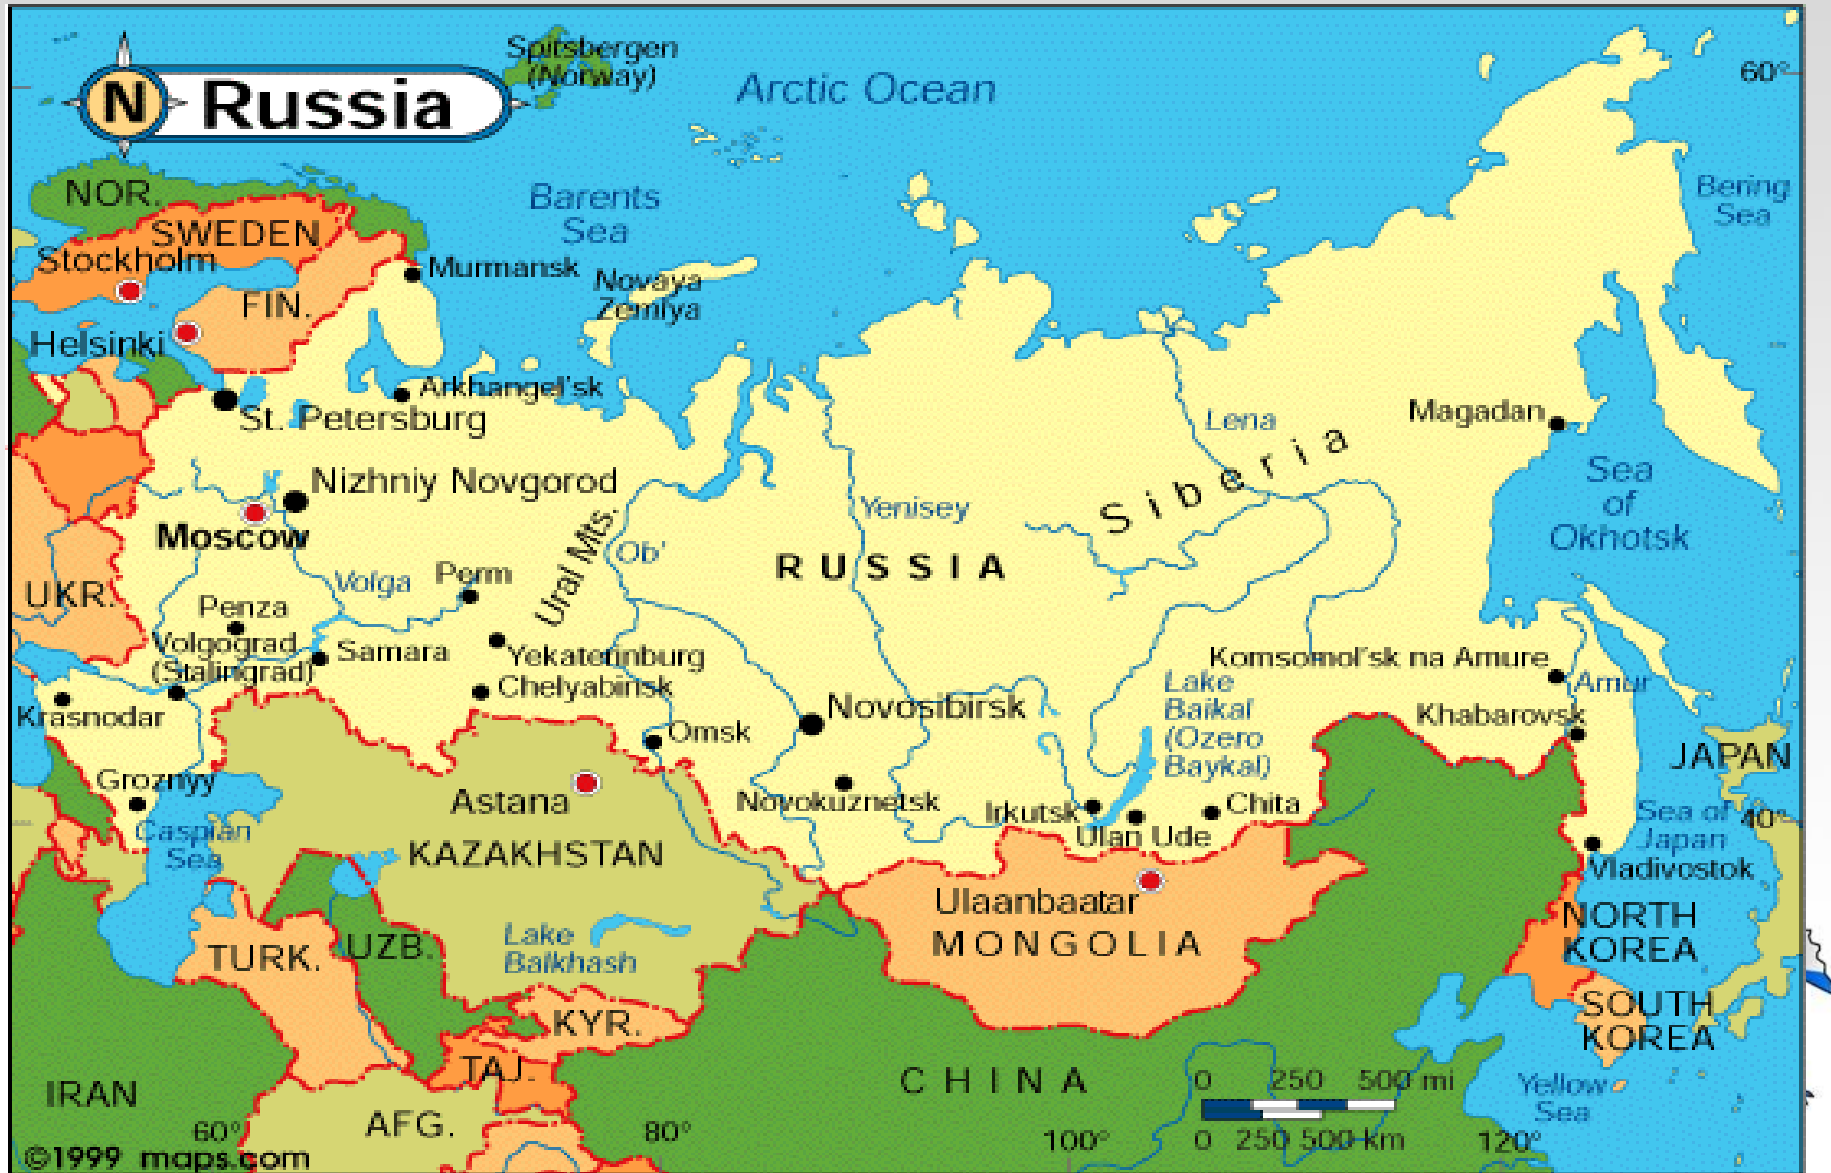 Spitsbergen
(Norway)
N Russia
Arctic Ocean
60°
NOR.
Barents
Sea
Bering
Sea
SWEDEN
Stockholm
Murmansk
Novaya
Zemlya
FIN.
Helsinki
Arkhangel'sk
St. Petersburg
Lena
Magadan
Siberia
Nizhniy Novgorod
Sea
of
Okhotsk
Yenisey
Moscow
Ural Mts.
Ob'
RUSSIA
UKR.
Volga
Perm
Penza
Volgograd
(Stalingrad)
Samara
Yekaterinburg
Komsomol'sk na Amure
Chelyabinsk
Lake
Baikal
(Ozero
Baykal)
Amur
Krasnodar
Novosibirsk
Khabarovsk
Omsk
JAPAN
Groznyy
Astana
Novokuznetsk
Irkutsk
Chita
Ulan Ude
Sea of
Japan
40°
Caspian
Sea
KAZAKHSTAN
Vladivostok
Ulaanbaatar
MONGOLIA
NORTH
KOREA
TURK.
UZB.
Lake
Balkhash
SOUTH
KOREA
KYR.
TAJ.
IRAN
CHINA
0 250 500 mi
0 250 500 km
Yellow
Sea
AFG.
60°
80°
100°
120°
©1999 maps.com